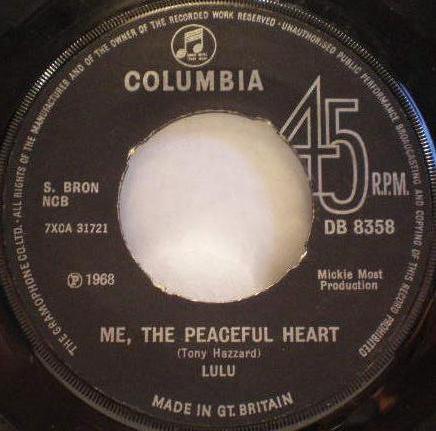 THE GRAMOPHONE CO. LTD. · ALL RIGHTS OF THE MANUFACTURER AND OF THE OWNER OF THE RECORDED WORK RESERVED · UNAUTHORISED PUBLIC PERFORMANCE BROADCASTING AND COPYING OF THIS RECORD PROHIBITED
COLUMBIA
45
R.P.M.
S. BRON
NCB
DB 8358
7XCA 31721
Ⓟ 1968
Mickie Most
Production
ME, THE PEACEFUL HEART
(Tony Hazzard)
LULU
MADE IN GT. BRITAIN